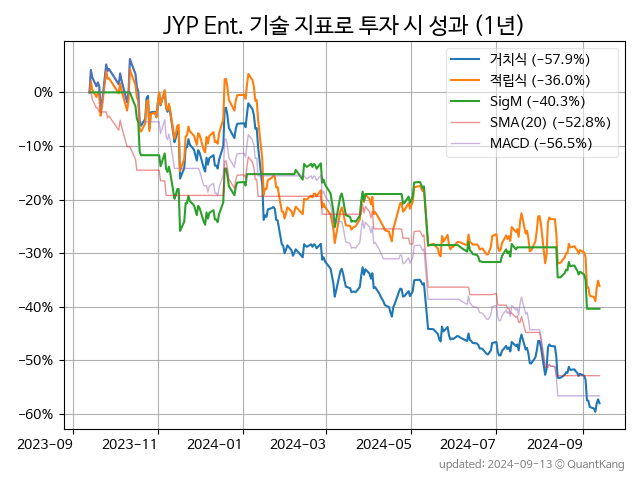 JYP Ent. 기술 지표로 투자 시 성과 (1년)
거치식 (−57.9%)
적립식 (−36.0%)
SigM (−40.3%)
SMA(20) (−52.8%)
MACD (−56.5%)
0%
−10%
−20%
−30%
−40%
−50%
−60%
2023-09 2023-11 2024-01 2024-03 2024-05 2024-07 2024-09
updated: 2024-09-13 © QuantKang